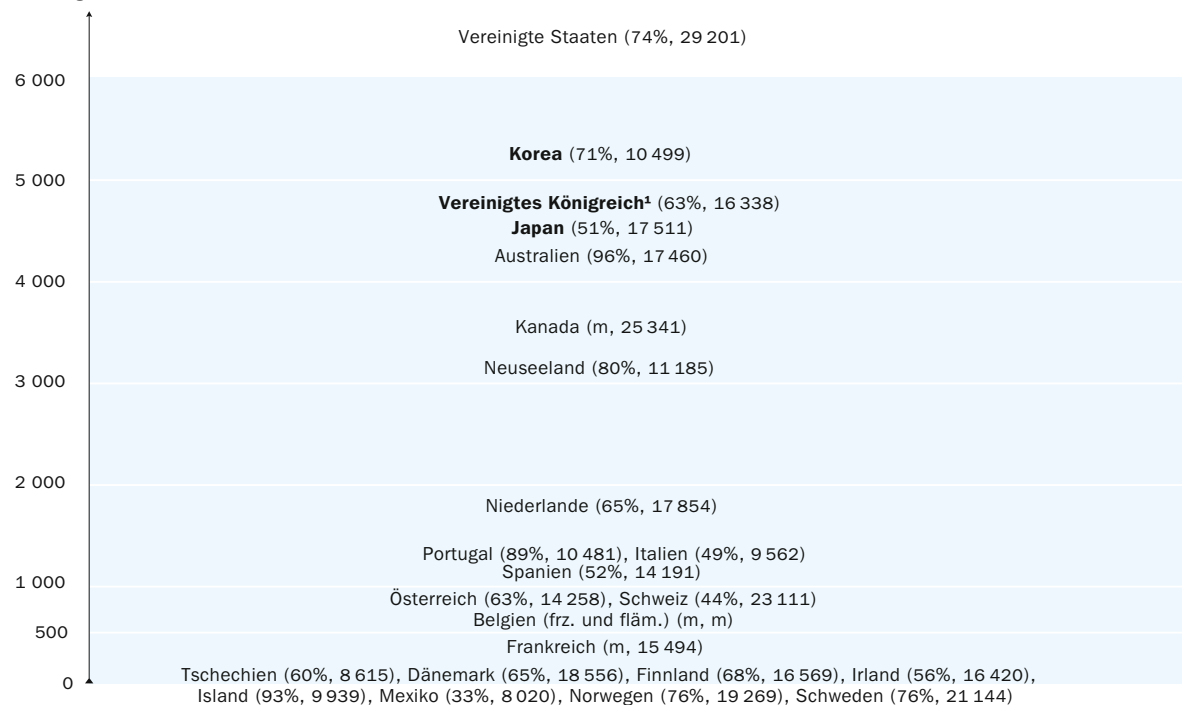 Vereinigte Staaten (74%, 29 201)
6 000
Korea (71%, 10 499)
5 000
Vereinigtes Königreich¹ (63%, 16 338)
Japan (51%, 17 511)
Australien (96%, 17 460)
4 000
Kanada (m, 25 341)
Neuseeland (80%, 11 185)
3 000
2 000
Niederlande (65%, 17 854)
Portugal (89%, 10 481), Italien (49%, 9 562)
Spanien (52%, 14 191)
1 000
Österreich (63%, 14 258), Schweiz (44%, 23 111)
Belgien (frz. und fläm.) (m, m)
500
Frankreich (m, 15 494)
Tschechien (60%, 8 615), Dänemark (65%, 18 556), Finnland (68%, 16 569), Irland (56%, 16 420),
0
Island (93%, 9 939), Mexiko (33%, 8 020), Norwegen (76%, 19 269), Schweden (76%, 21 144)